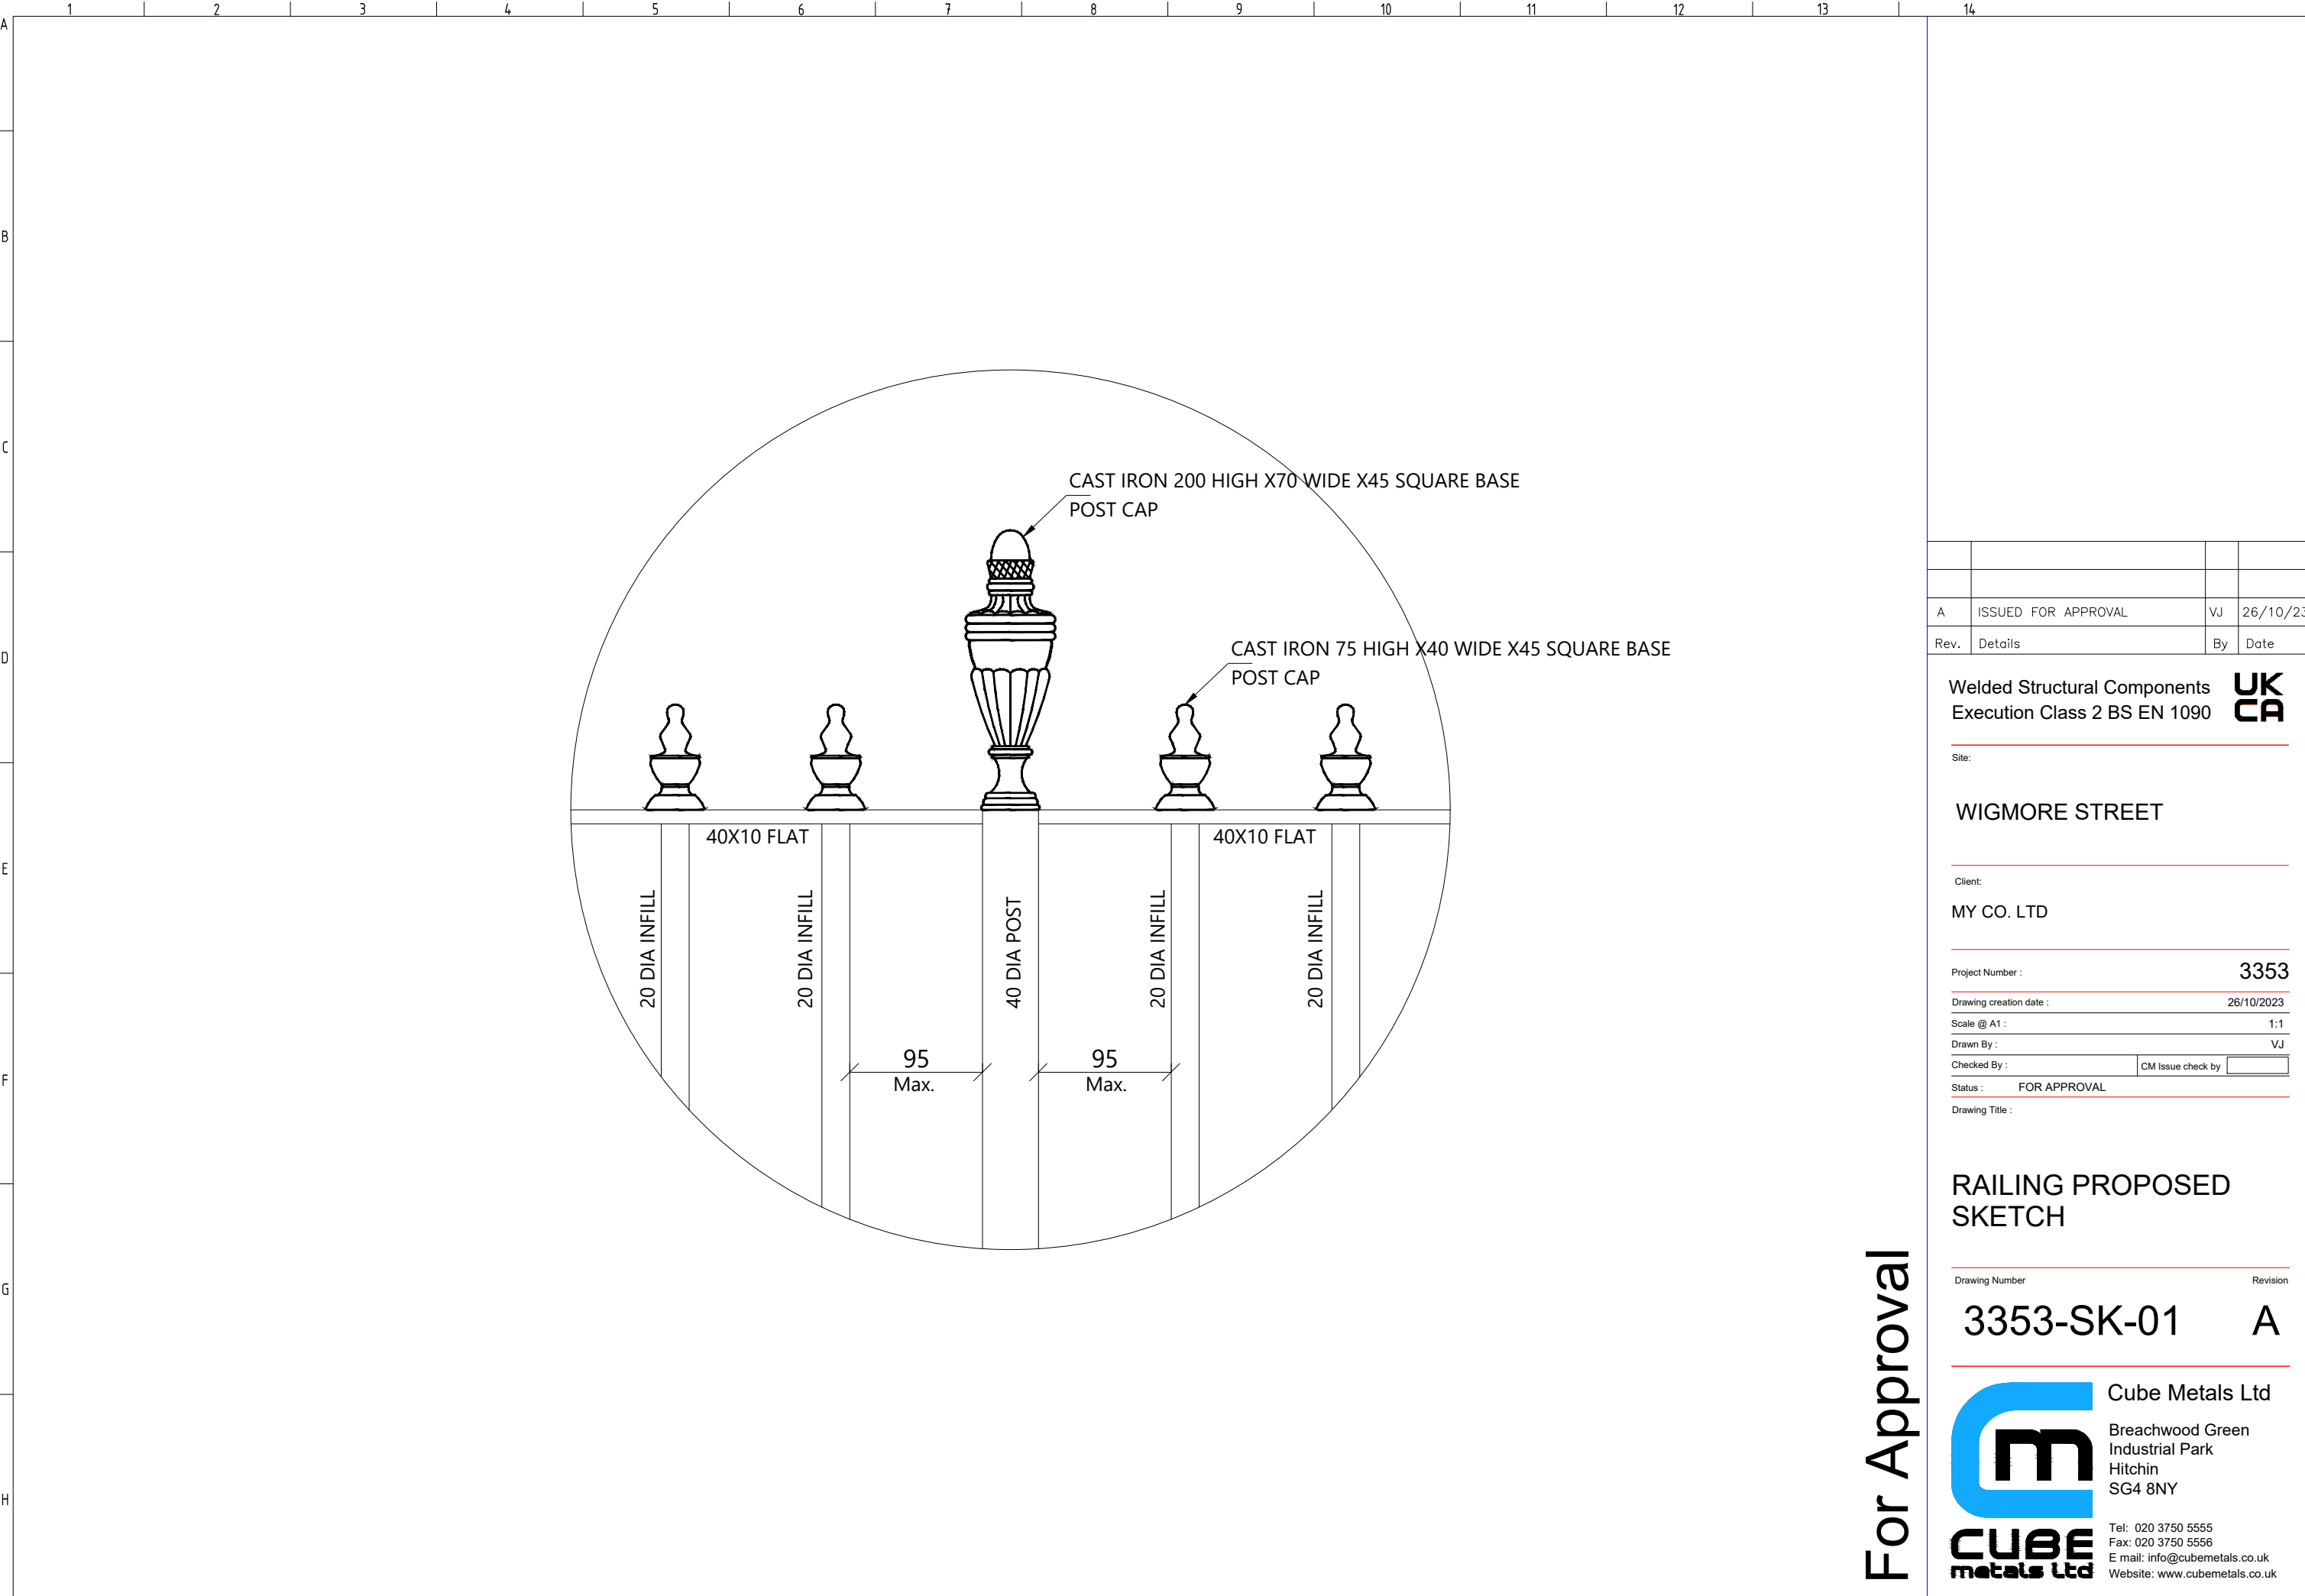 1 2 3 4 5 6 7 8 9 10 11 12 13 14
A
B
C
D
E
F
G
H
CAST IRON 200 HIGH X70 WIDE X45 SQUARE BASE
POST CAP
CAST IRON 75 HIGH X40 WIDE X45 SQUARE BASE
POST CAP
40X10 FLAT
40X10 FLAT
20 DIA INFILL
20 DIA INFILL
40 DIA POST
20 DIA INFILL
20 DIA INFILL
95
Max.
95
Max.
For Approval
A ISSUED FOR APPROVAL VJ 26/10/23
Rev. Details By Date
Welded Structural Components
Execution Class 2 BS EN 1090
UK
CA
Site:
WIGMORE STREET
Client:
MY CO. LTD
Project Number : 3353
Drawing creation date : 26/10/2023
Scale @ A1 : 1:1
Drawn By : VJ
Checked By : CM Issue check by
Status : FOR APPROVAL
Drawing Title :
RAILING PROPOSED
SKETCH
Drawing Number Revision
3353-SK-01 A
Cube Metals Ltd
Breachwood Green
Industrial Park
Hitchin
SG4 8NY
Tel: 020 3750 5555
Fax: 020 3750 5556
E mail: info@cubemetals.co.uk
Website: www.cubemetals.co.uk
m
CUBE
metals Ltd